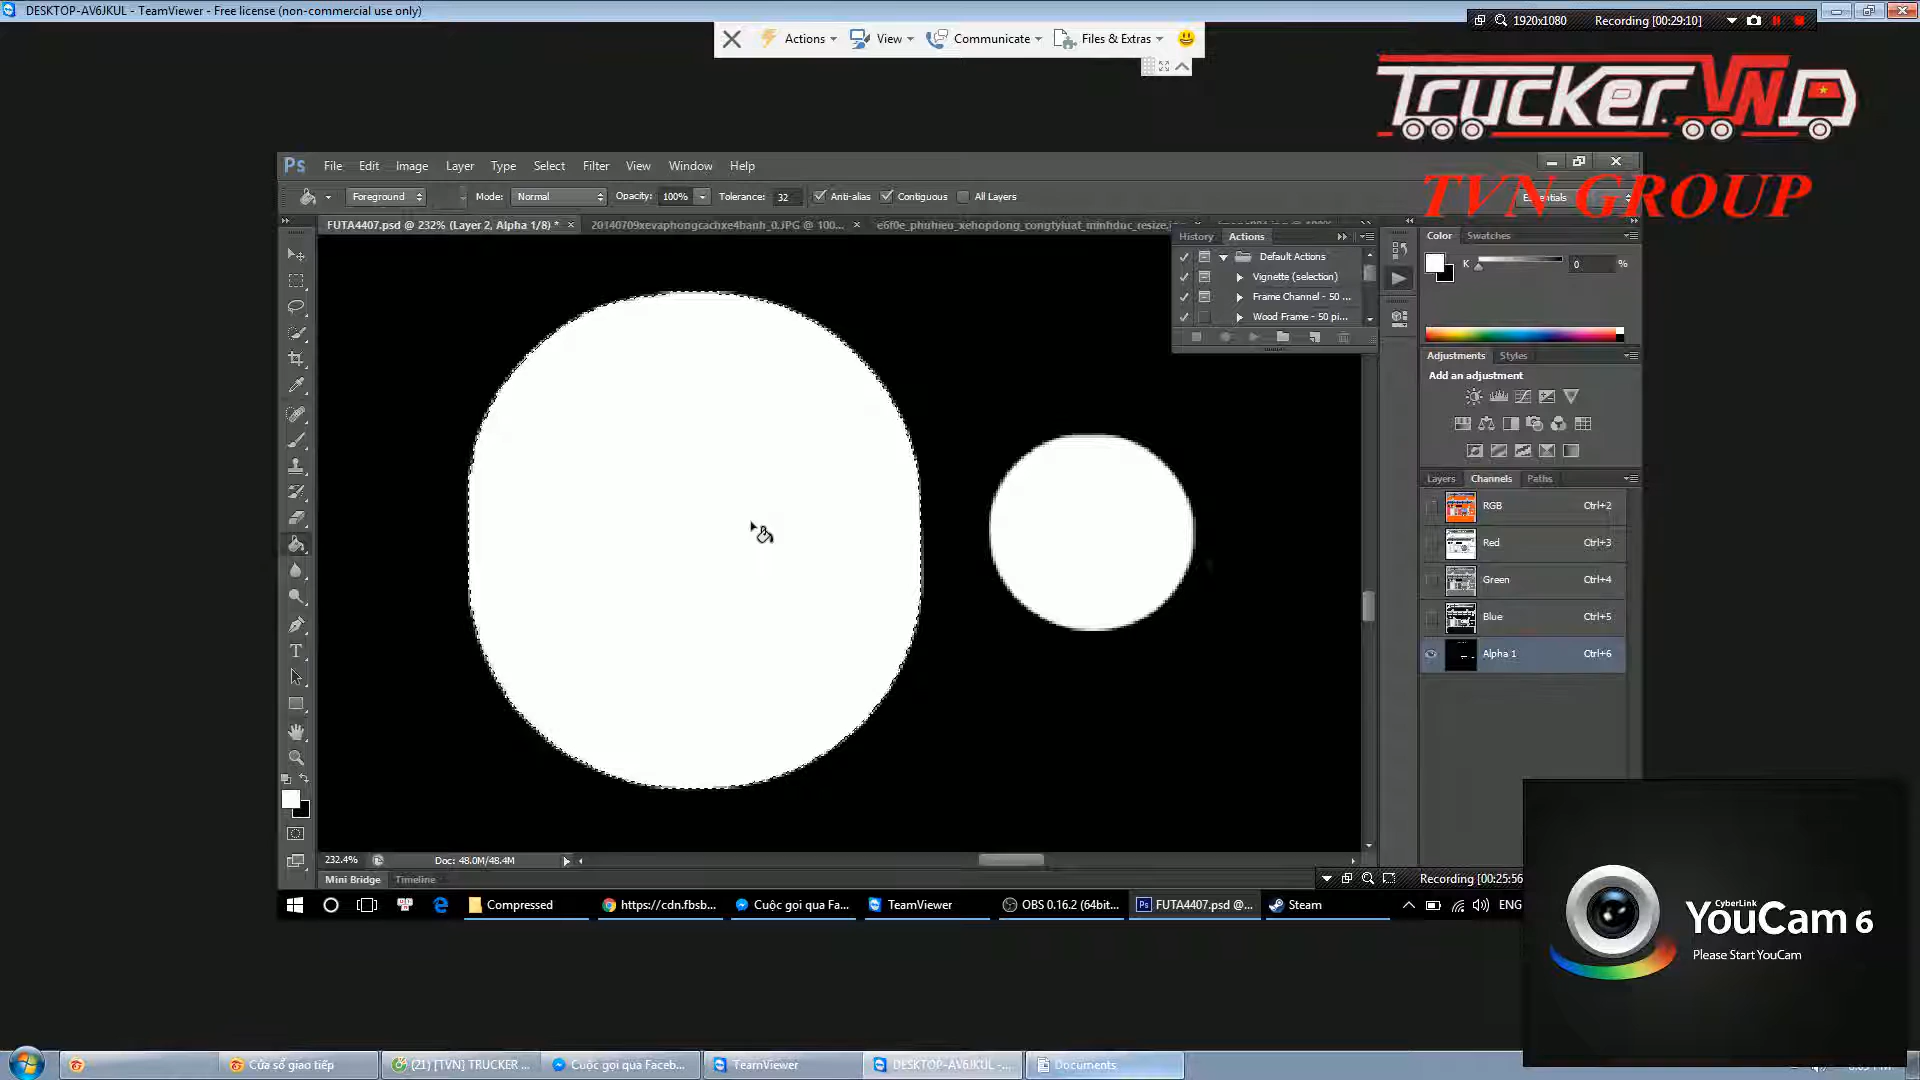 DESKTOP-AV6JKUL - TeamViewer - Free license (non-commercial use only)
1920x1080
Recording [00:29:10]
Actions
View
Communicate
Files & Extras
TRUCKER.VN
TVN GROUP
Ps
File
Edit
Image
Layer
Type
Select
Filter
View
Window
Help
Foreground
Mode:
Normal
Opacity:
100%
Tolerance:
32
Anti-alias
Contiguous
All Layers
Essentials
FUTA4407.psd @ 232% (Layer 2, Alpha 1/8) *
20140709xevaphongcachxe4banh_0.JPG @ 100...
e6f0e_phuhieu_xehopdong_congtyluat_minhduc_resize.
History
Actions
Default Actions
Vignette (selection)
Frame Channel - 50 ...
Wood Frame - 50 pi...
Color
Swatches
K
0
%
Adjustments
Styles
Add an adjustment
Layers
Channels
Paths
RGB
Ctrl+2
Red
Ctrl+3
Green
Ctrl+4
Blue
Ctrl+5
Alpha 1
Ctrl+6
232.4%
Doc: 48.0M/48.4M
Mini Bridge
Timeline
Recording [00:25:56
Compressed
https://cdn.fbsb...
Cuộc gọi qua Fa...
TeamViewer
OBS 0.16.2 (64bit...
FUTA4407.psd @...
Steam
ENG
CyberLink
YouCam 6
Please Start YouCam
Cửa sổ giao tiếp
(21) [TVN] TRUCKER ...
Cuộc gọi qua Faceb...
TeamViewer
DESKTOP-AV6JKUL -...
Documents